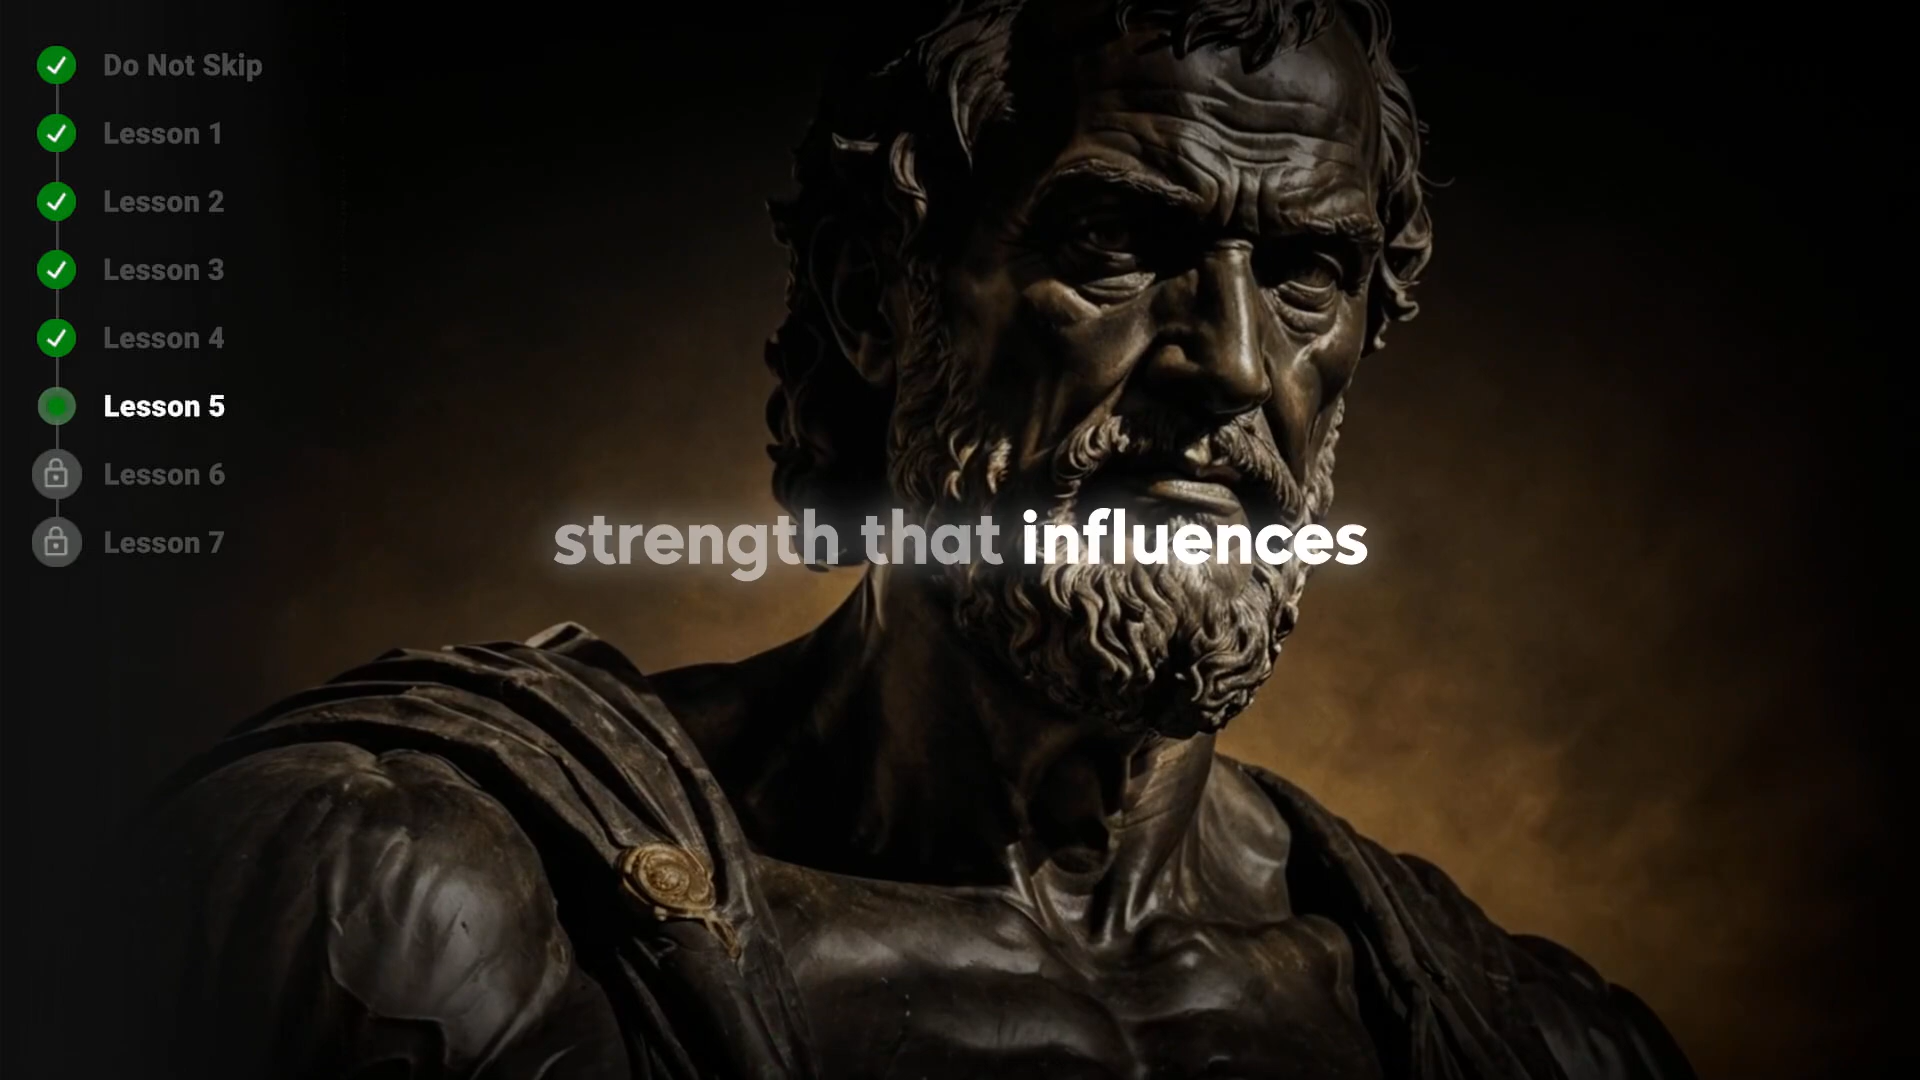 Do Not Skip
Lesson 1
Lesson 2
Lesson 3
Lesson 4
Lesson 5
Lesson 6
Lesson 7
strength that influences